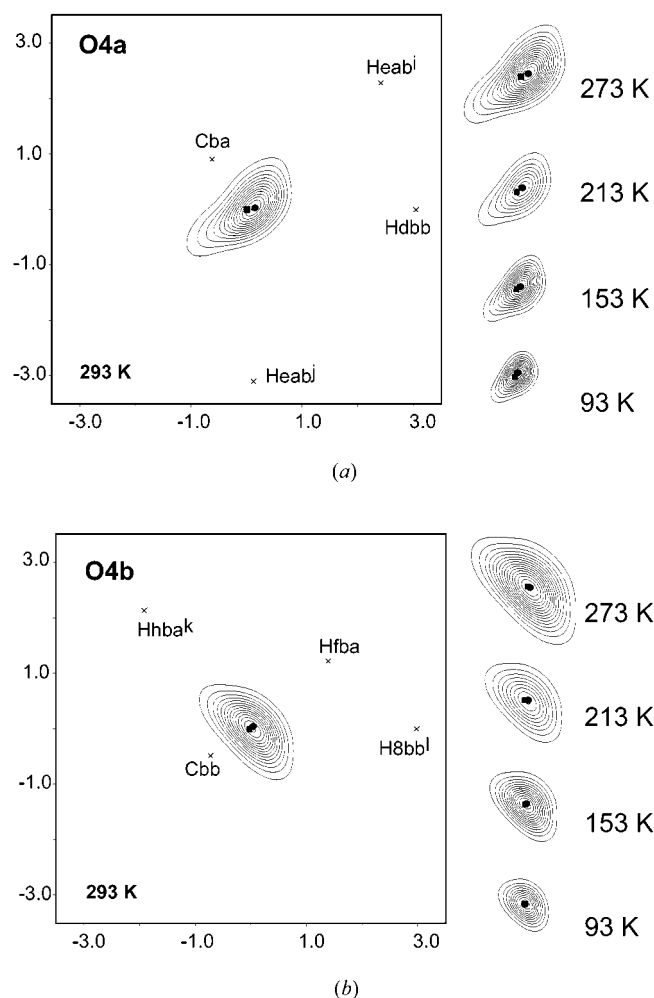 3.0
O4a
Heabi
Cba
1.0
Hdbb
-1.0
-3.0
293 K
Heabj
-3.0 -1.0 1.0 3.0
273 K
213 K
153 K
93 K
(a)
3.0
O4b
Hhbak
Hfba
1.0
H8bbl
Cbb
-1.0
-3.0
293 K
-3.0 -1.0 1.0 3.0
273 K
213 K
153 K
93 K
(b)